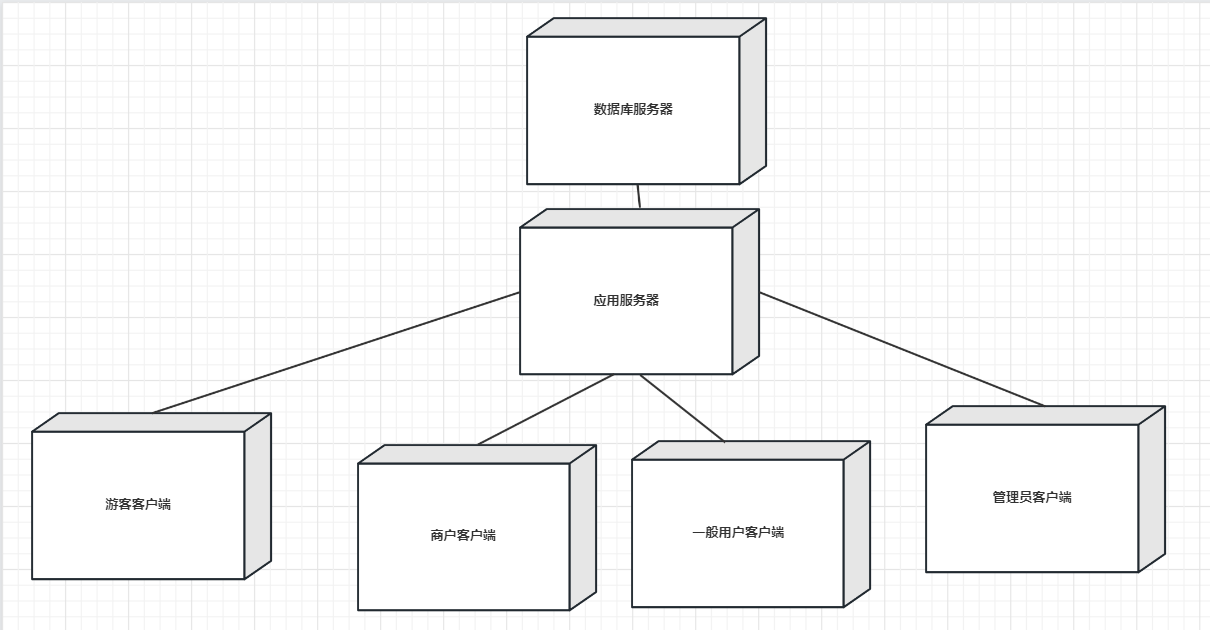 数据库服务器
应用服务器
游客客户端
商户客户端
一般用户客户端
管理员客户端